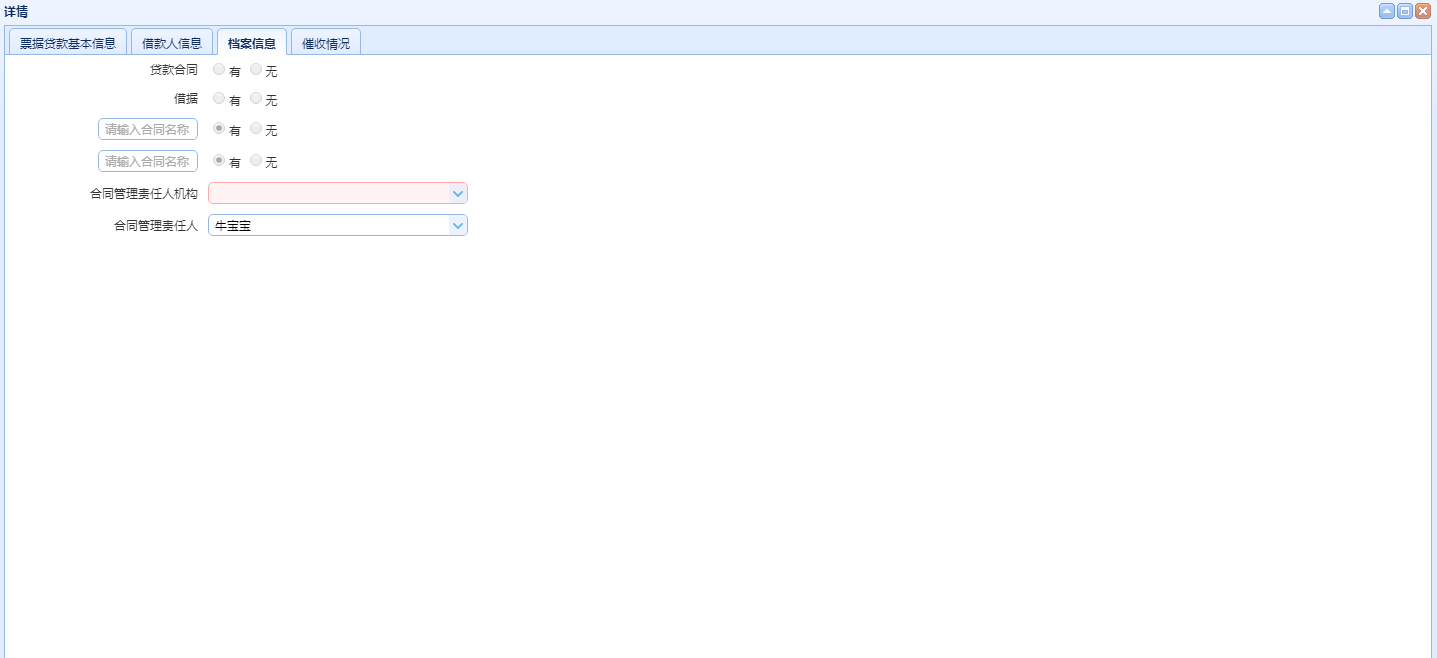 详情
票据贷款基本信息 借款人信息 档案信息 催收情况
贷款合同 有 无
借据 有 无
请输入合同名称 有 无
请输入合同名称 有 无
合同管理责任人机构
合同管理责任人 牛宝宝